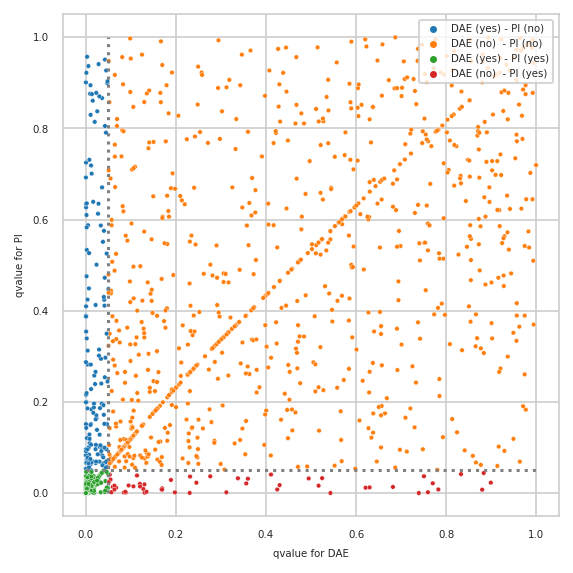 DAE (yes) - PI (no)
DAE (no)  - PI (no)
DAE (yes) - PI (yes)
DAE (no)  - PI (yes)
1.0
0.8
0.6
0.4
0.2
0.0
qvalue for PI
0.0 0.2 0.4 0.6 0.8 1.0
qvalue for DAE